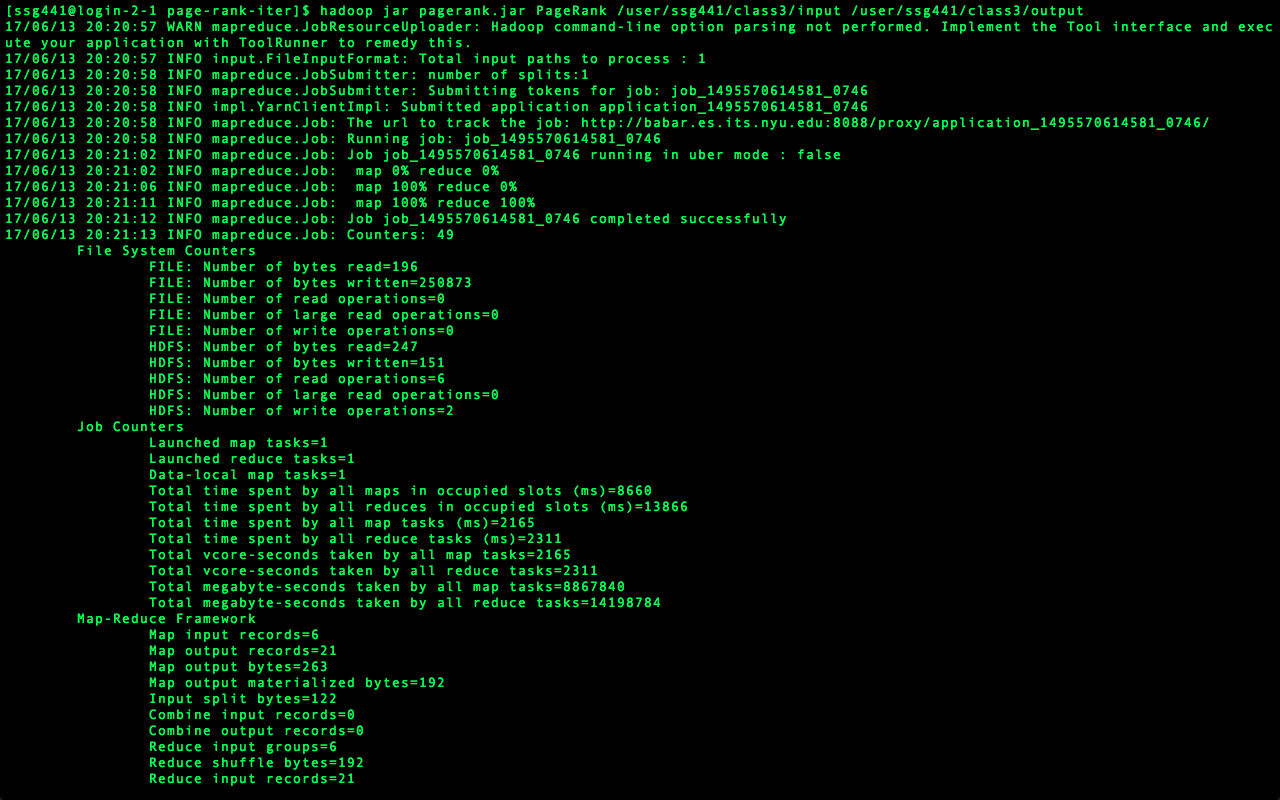 [ssg441@login-2-1 page-rank-iter]$ hadoop jar pagerank.jar PageRank /user/ssg441/class3/input /user/ssg441/class3/output
17/06/13 20:20:57 WARN mapreduce.JobResourceUploader: Hadoop command-line option parsing not performed. Implement the Tool interface and exec
ute your application with ToolRunner to remedy this.
17/06/13 20:20:57 INFO input.FileInputFormat: Total input paths to process : 1
17/06/13 20:20:58 INFO mapreduce.JobSubmitter: number of splits:1
17/06/13 20:20:58 INFO mapreduce.JobSubmitter: Submitting tokens for job: job_1495570614581_0746
17/06/13 20:20:58 INFO impl.YarnClientImpl: Submitted application application_1495570614581_0746
17/06/13 20:20:58 INFO mapreduce.Job: The url to track the job: http://babar.es.its.nyu.edu:8088/proxy/application_1495570614581_0746/
17/06/13 20:20:58 INFO mapreduce.Job: Running job: job_1495570614581_0746
17/06/13 20:21:02 INFO mapreduce.Job: Job job_1495570614581_0746 running in uber mode : false
17/06/13 20:21:02 INFO mapreduce.Job:  map 0% reduce 0%
17/06/13 20:21:06 INFO mapreduce.Job:  map 100% reduce 0%
17/06/13 20:21:11 INFO mapreduce.Job:  map 100% reduce 100%
17/06/13 20:21:12 INFO mapreduce.Job: Job job_1495570614581_0746 completed successfully
17/06/13 20:21:13 INFO mapreduce.Job: Counters: 49
File System Counters
FILE: Number of bytes read=196
FILE: Number of bytes written=250873
FILE: Number of read operations=0
FILE: Number of large read operations=0
FILE: Number of write operations=0
HDFS: Number of bytes read=247
HDFS: Number of bytes written=151
HDFS: Number of read operations=6
HDFS: Number of large read operations=0
HDFS: Number of write operations=2
Job Counters
Launched map tasks=1
Launched reduce tasks=1
Data-local map tasks=1
Total time spent by all maps in occupied slots (ms)=8660
Total time spent by all reduces in occupied slots (ms)=13866
Total time spent by all map tasks (ms)=2165
Total time spent by all reduce tasks (ms)=2311
Total vcore-seconds taken by all map tasks=2165
Total vcore-seconds taken by all reduce tasks=2311
Total megabyte-seconds taken by all map tasks=8867840
Total megabyte-seconds taken by all reduce tasks=14198784
Map-Reduce Framework
Map input records=6
Map output records=21
Map output bytes=263
Map output materialized bytes=192
Input split bytes=122
Combine input records=0
Combine output records=0
Reduce input groups=6
Reduce shuffle bytes=192
Reduce input records=21